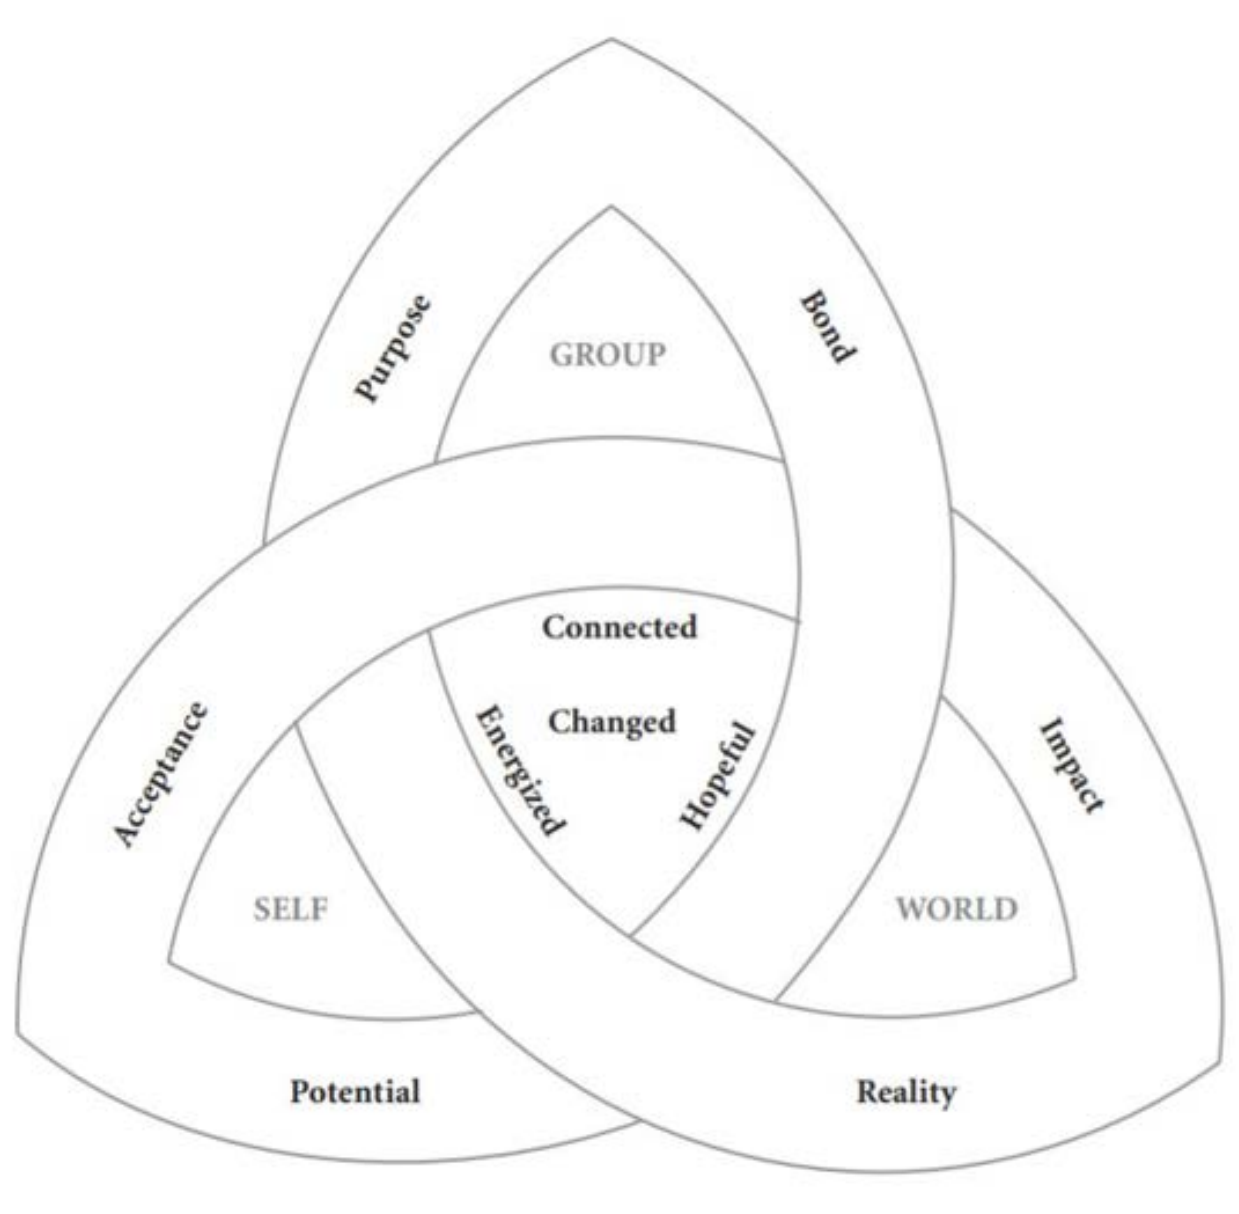 Purpose
Bond
GROUP
Connected
Changed
Energized
Hopeful
Acceptance
Impact
SELF
WORLD
Potential
Reality